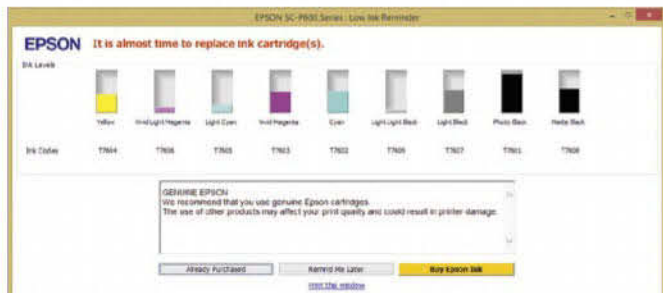 EPSON SC-P800 Series : Low Ink Reminder
EPSON It is almost time to replace ink cartridge(s).
Ink Levels
Yellow Vivid Light Magenta Light Cyan Vivid Magenta Cyan Light Light Black Light Black Photo Black Matte Black
Ink Codes T7604 T7606 T7605 T7603 T7602 T7609 T7607 T7601 T7608
GENUINE EPSON
We recommend that you use genuine Epson cartridges.
The use of other products may affect your print quality and could result in printer damage.
Already Purchased Remind Me Later Buy Epson Ink
Hint this window